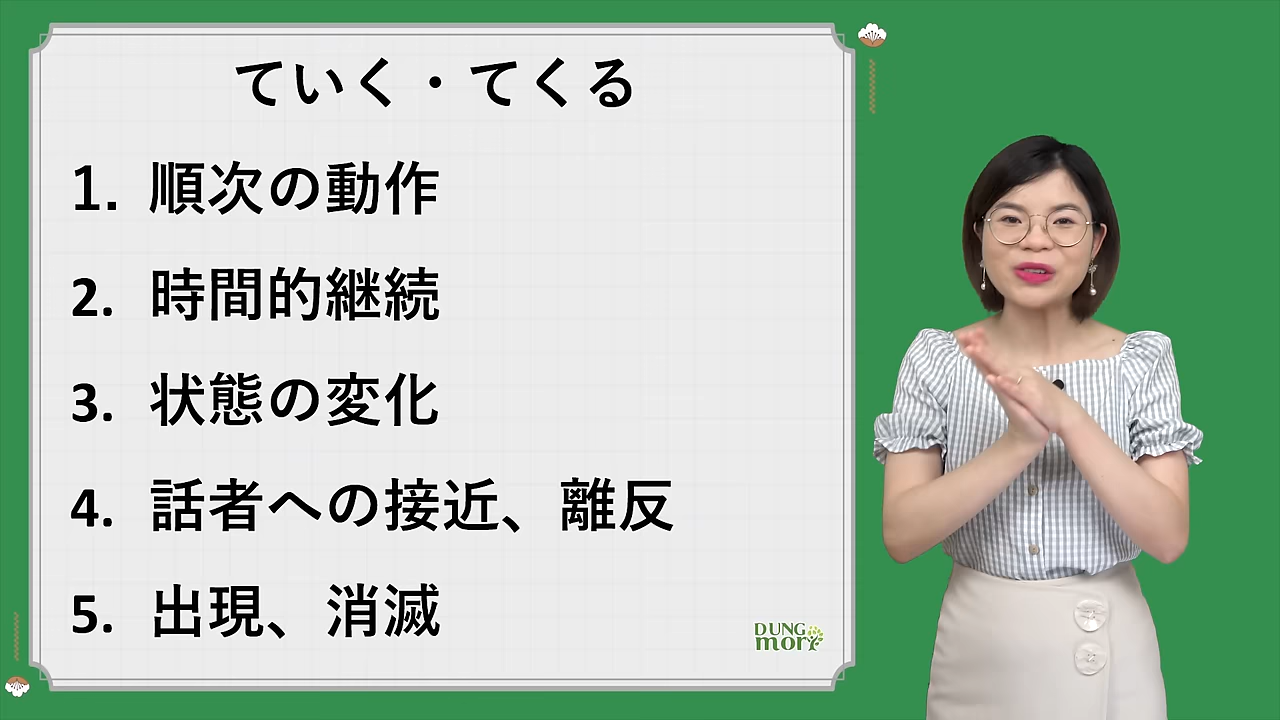 ていく・てくる
1. 順次の動作
2. 時間的継続
3. 状態の変化
4. 話者への接近、離反
5. 出現、消滅
DUNG
mori